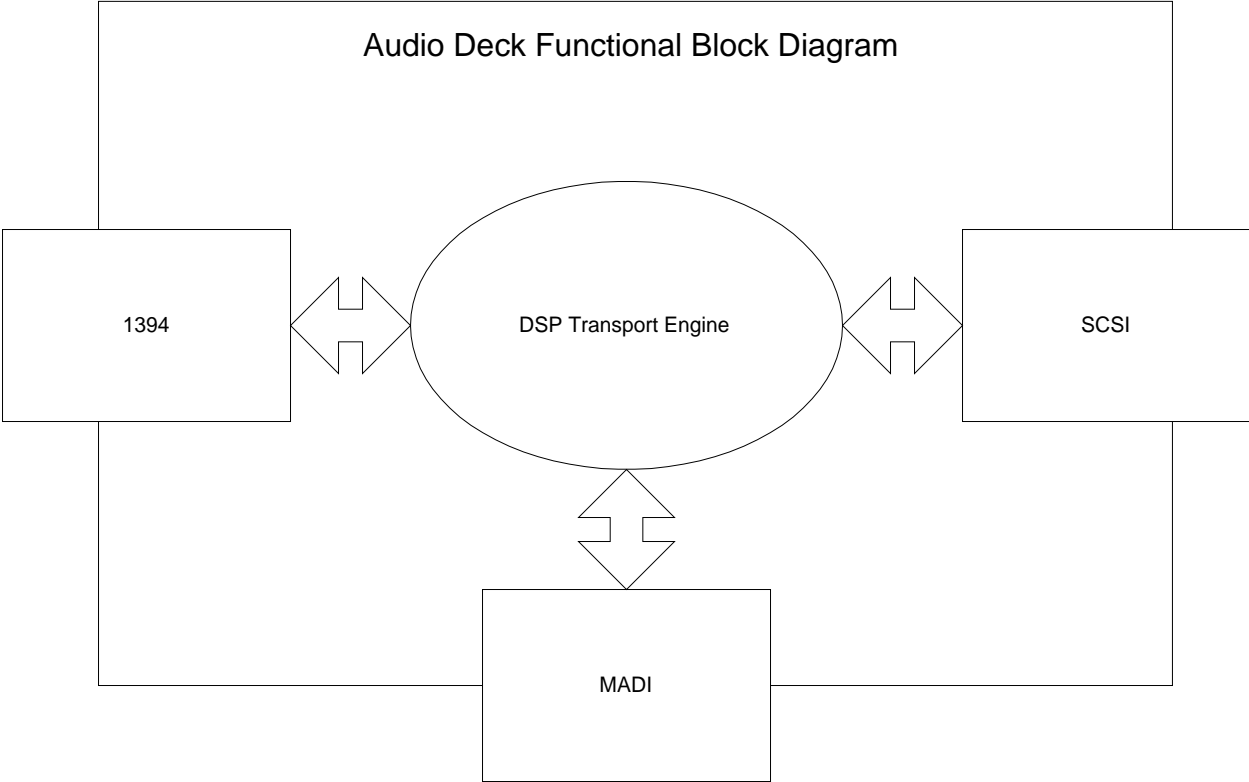 Audio Deck Functional Block Diagram
1394
DSP Transport Engine
SCSI
MADI